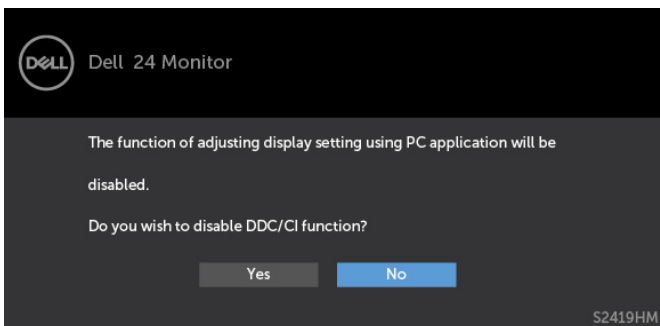 DELL
Dell 24 Monitor
The function of adjusting display setting using PC application will be
disabled.
Do you wish to disable DDC/CI function?
Yes No
S2419HM